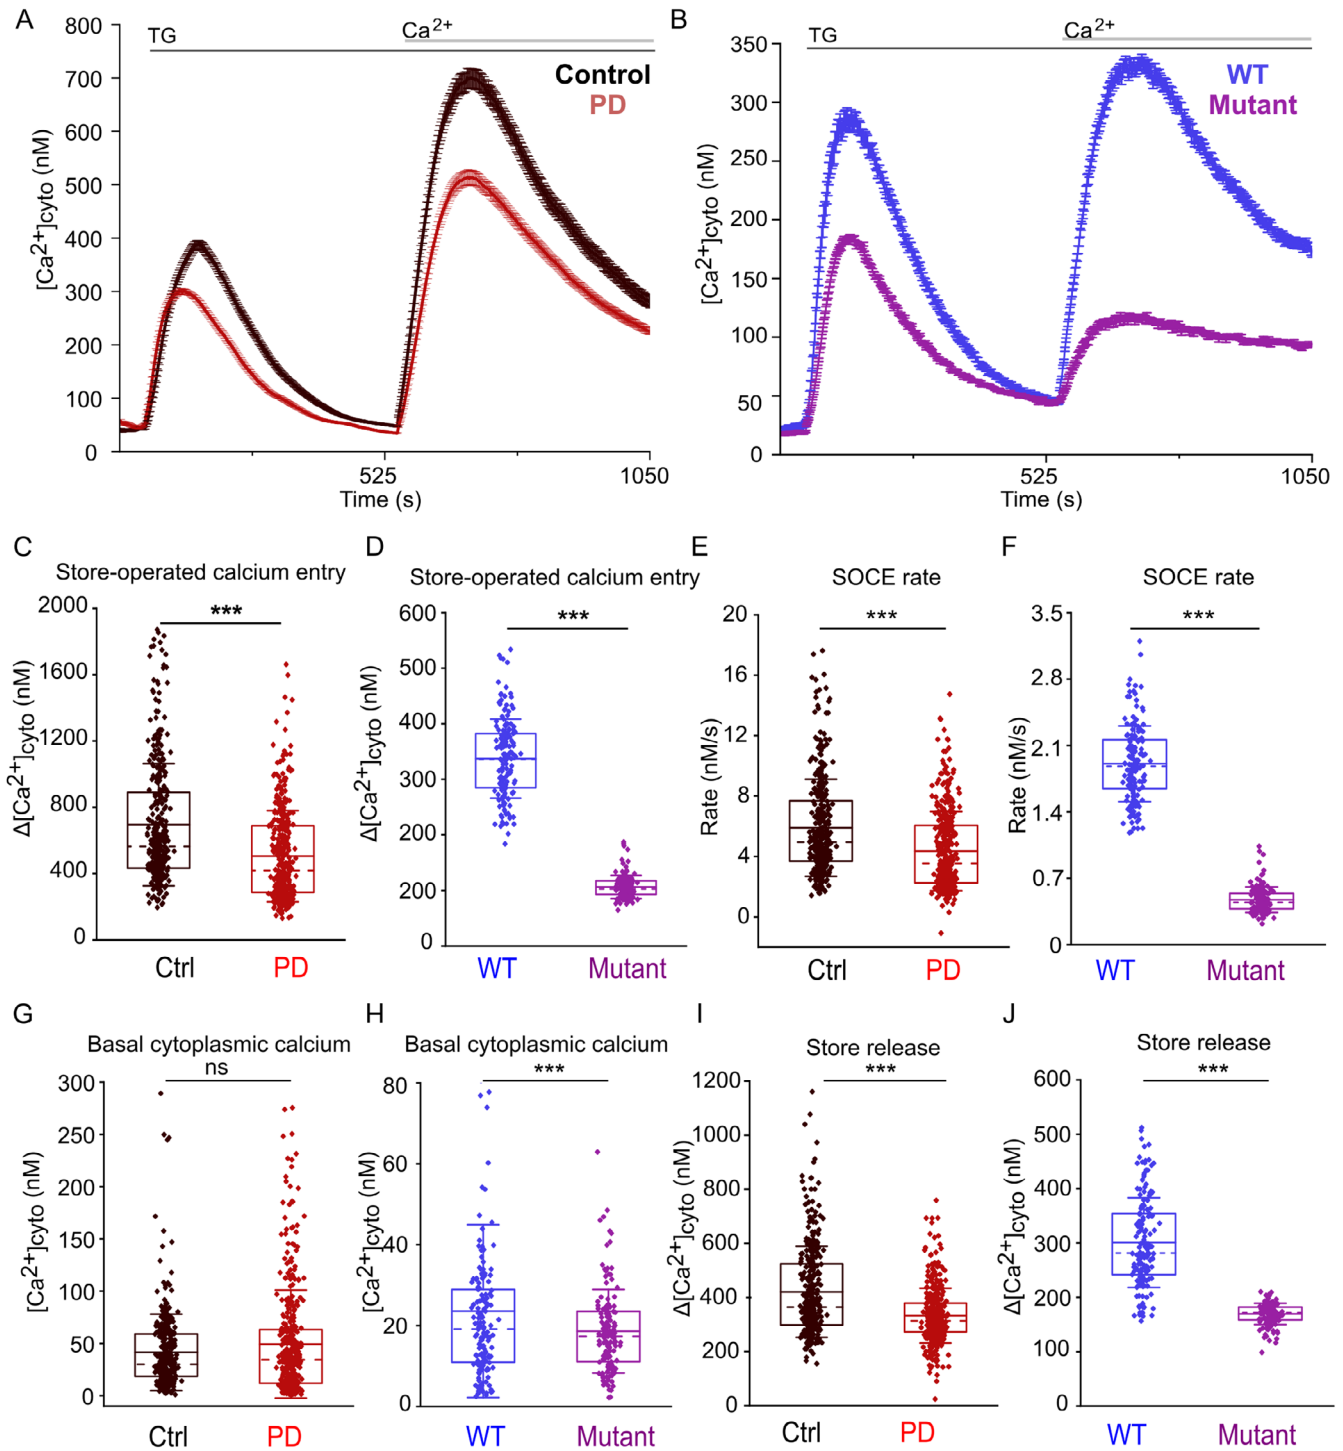 A
TG
Ca2+
Control
PD
[Ca2+]cyto (nM)
800
700
600
500
400
300
200
100
0
525
1050
Time (s)
B
TG
Ca2+
WT
Mutant
[Ca2+]cyto (nM)
350
300
250
200
150
100
50
0
525
1050
Time (s)
C
Store-operated calcium entry
***
Δ[Ca2+]cyto (nM)
2000
1600
1200
800
400
0
Ctrl
PD
D
Store-operated calcium entry
***
Δ[Ca2+]cyto (nM)
600
500
400
300
200
200
0
WT
Mutant
E
SOCE rate
***
Rate (nM/s)
20
16
12
8
4
0
Ctrl
PD
F
SOCE rate
***
Rate (nM/s)
3.5
2.8
2.1
1.4
0.7
0
WT
Mutant
G
Basal cytoplasmic calcium
ns
[Ca2+]cyto (nM)
300
250
200
150
100
50
0
Ctrl
PD
H
Basal cytoplasmic calcium
***
[Ca2+]cyto (nM)
80
60
40
20
0
WT
Mutant
I
Store release
***
Δ[Ca2+]cyto (nM)
1200
1000
800
600
400
200
0
Ctrl
PD
J
Store release
***
Δ[Ca2+]cyto (nM)
600
500
400
300
200
100
0
WT
Mutant